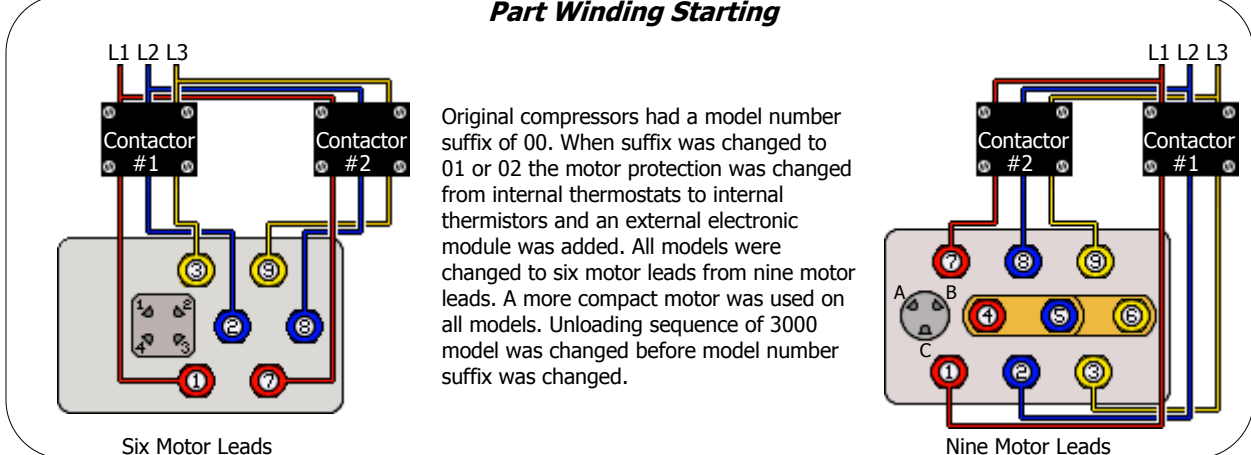 Part Winding Starting
L1 L2 L3
Contactor
#1
Contactor
#2
3
9
1
2
4
3
2
8
1
7
Six Motor Leads
Original compressors had a model number
suffix of 00. When suffix was changed to
01 or 02 the motor protection was changed
from internal thermostats to internal
thermistors and an external electronic
module was added. All models were
changed to six motor leads from nine motor
leads. A more compact motor was used on
all models. Unloading sequence of 3000
model was changed before model number
suffix was changed.
L1 L2 L3
Contactor
#2
Contactor
#1
7
8
9
A
B
C
4
5
6
1
2
3
Nine Motor Leads